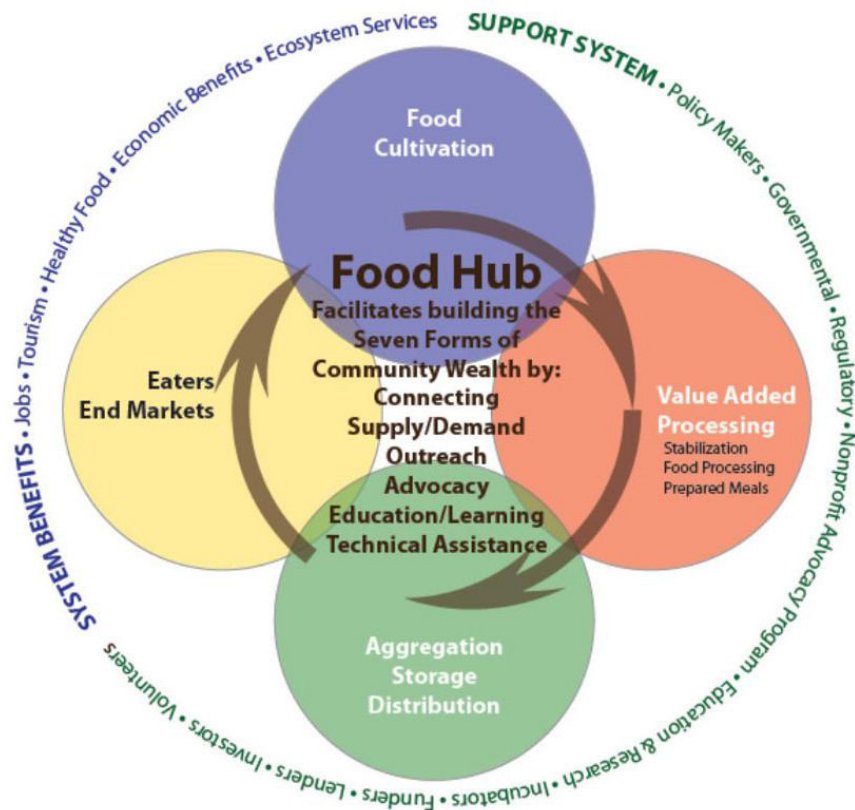 SYSTEM BENEFITS • Jobs • Tourism • Healthy Food • Economic Benefits • Ecosystem Services
SUPPORT SYSTEM • Policy Makers • Governmental • Regulatory • Nonprofit Advocacy Program • Education & Research • Incubators • Funders • Lenders • Investors • Volunteers
Food
Cultivation
Food Hub
Facilitates building the
Seven Forms of
Community Wealth by:
Connecting
Supply/Demand
Outreach
Advocacy
Education/Learning
Technical Assistance
Eaters
End Markets
Value Added
Processing
Stabilization
Food Processing
Prepared Meals
Aggregation
Storage
Distribution